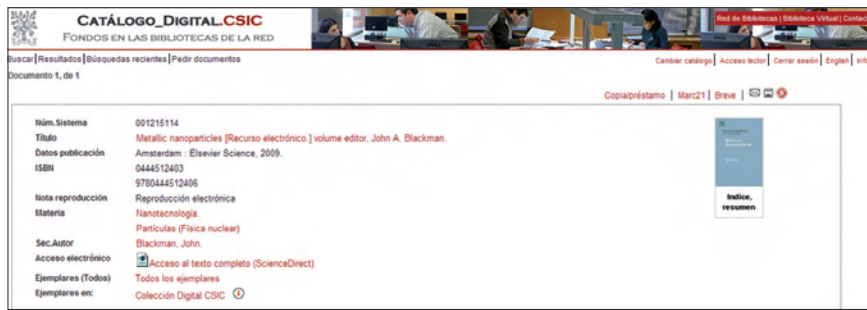 CATÁLOGO_DIGITAL.CSIC
FONDOS EN LAS BIBLIOTECAS DE LA RED
Red de Bibliotecas | Biblioteca Virtual | Contac
Buscar | Resultados | Búsquedas recientes | Pedir documentos
Cambiar catálogo | Acceso lector | Cerrar sesión | English | Inf
Documento 1, de 1
Copia/préstamo | Marc21 | Breve |
Núm.Sistema 001215114
Título Metallic nanoparticles [Recurso electrónico.] volume editor, John A. Blackman.
Datos publicación Amsterdam : Elsevier Science, 2009.
ISBN 0444512403
9780444512406
Nota reproducción Reproducción electrónica
Materia Nanotecnología.
Partículas (Física nuclear)
Sec.Autor Blackman, John.
Acceso electrónico Acceso al texto completo (ScienceDirect)
Ejemplares (Todos) Todos los ejemplares
Ejemplares en: Colección Digital CSIC
Indice,
resumen